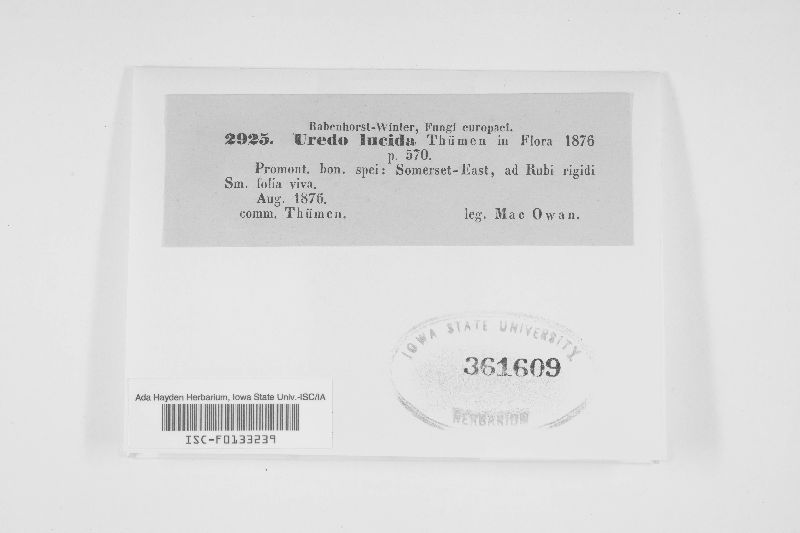 Rabenhorst-Winter, Fungi europaei.
2925. Uredo lucida Thümen in Flora 1876
p. 570.
Promont. bon. spei: Somerset-East, ad Rubi rigidi
Sm. folia viva.
Aug. 1876.
comm. Thümen. leg. Mac Owan.
IOWA STATE UNIVERSITY
361609
HERBARIUM
Ada Hayden Herbarium, Iowa State Univ.-ISC/IA
ISC-F0133239